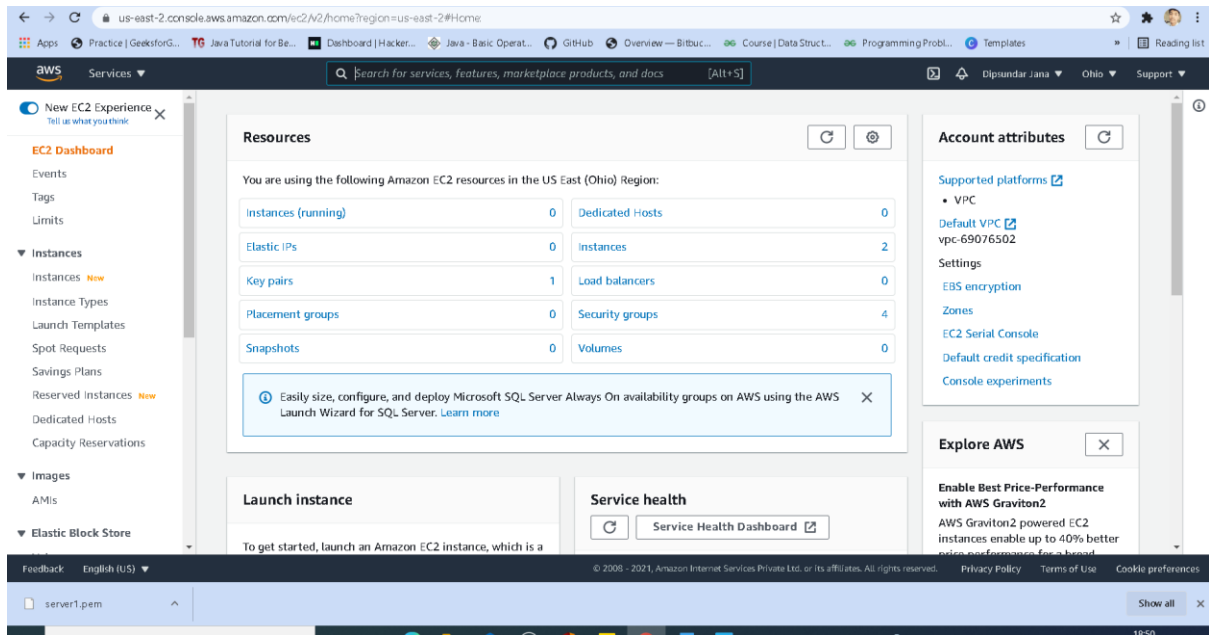 us-east-2.console.aws.amazon.com/ec2/v2/home?region=us-east-2#Home:
Apps Practice | GeeksforG... TG Java Tutorial for Be... Dashboard | Hacker... Java - Basic Operat... GitHub Overview — Bitbuc... Course | Data Struct... Programming Probl... Templates » Reading list
aws Services ▼ Search for services, features, marketplace products, and docs [Alt+S] Dipsundar Jana ▼ Ohio ▼ Support ▼
New EC2 Experience
Tell us what you think
EC2 Dashboard
Events
Tags
Limits
▼ Instances
Instances New
Instance Types
Launch Templates
Spot Requests
Savings Plans
Reserved Instances New
Dedicated Hosts
Capacity Reservations
▼ Images
AMIs
▼ Elastic Block Store
Resources
You are using the following Amazon EC2 resources in the US East (Ohio) Region:
Instances (running) 0 Dedicated Hosts 0
Elastic IPs 0 Instances 2
Key pairs 1 Load balancers 0
Placement groups 0 Security groups 4
Snapshots 0 Volumes 0
Easily size, configure, and deploy Microsoft SQL Server Always On availability groups on AWS using the AWS
Launch Wizard for SQL Server. Learn more
Launch instance
To get started, launch an Amazon EC2 instance, which is a
Service health
Service Health Dashboard
Account attributes
Supported platforms
• VPC
Default VPC
vpc-69076502
Settings
EBS encryption
Zones
EC2 Serial Console
Default credit specification
Console experiments
Explore AWS
Enable Best Price-Performance
with AWS Graviton2
AWS Graviton2 powered EC2
instances enable up to 40% better
price performance for a broad
Feedback English (US) ▼ © 2008 - 2021, Amazon Internet Services Private Ltd. or its affiliates. All rights reserved. Privacy Policy Terms of Use Cookie preferences
server1.pem Show all
18:50